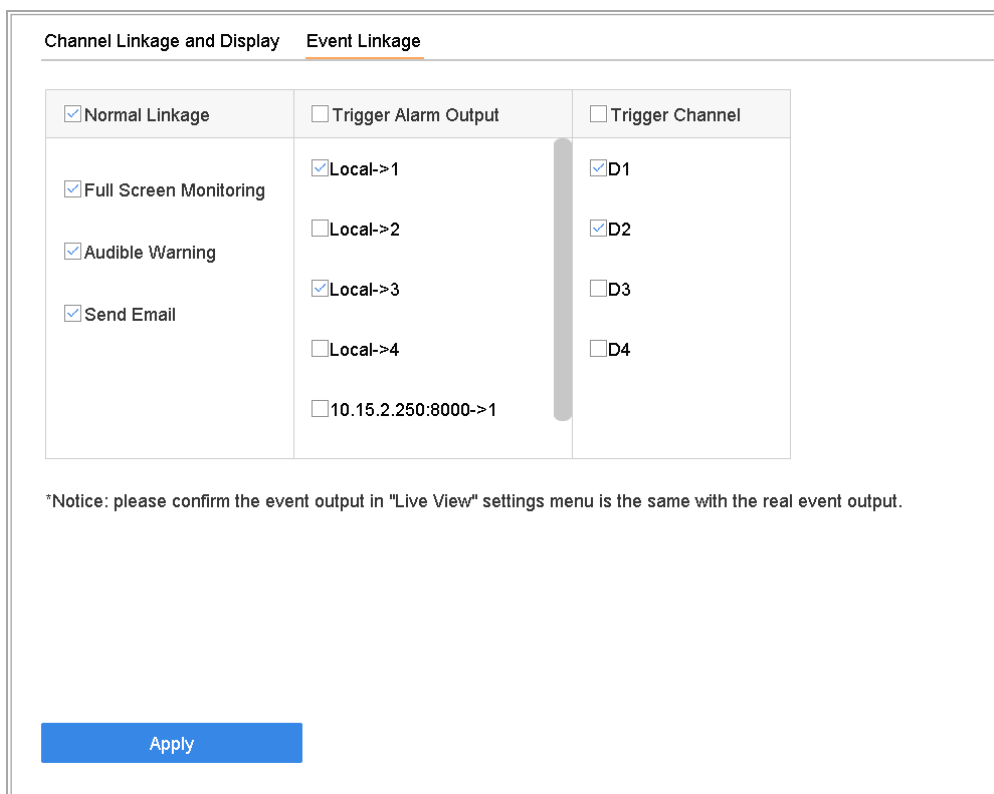 Channel Linkage and Display Event Linkage
Normal Linkage Trigger Alarm Output Trigger Channel
Local->1 D1
Full Screen Monitoring
Local->2 D2
Audible Warning
Local->3 D3
Send Email
Local->4 D4
10.15.2.250:8000->1
*Notice: please confirm the event output in "Live View" settings menu is the same with the real event output.
Apply